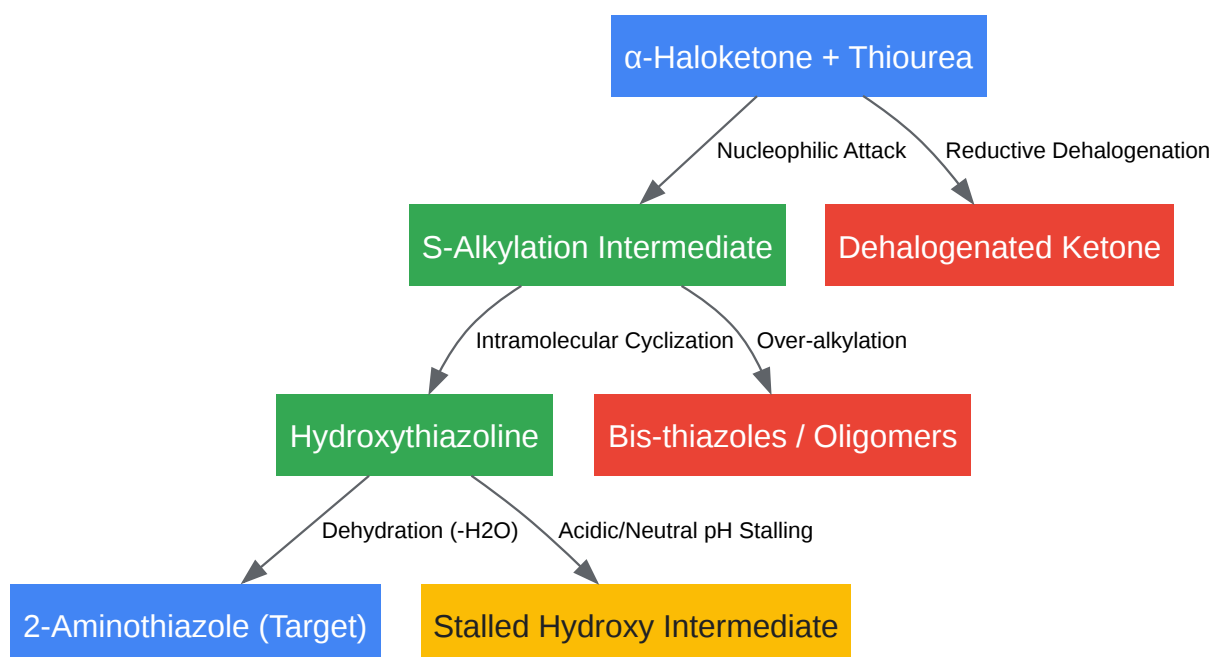 α-Haloketone + Thiourea
Nucleophilic Attack
Reductive Dehalogenation
S-Alkylation Intermediate
Dehalogenated Ketone
Intramolecular Cyclization
Over-alkylation
Hydroxythiazoline
Bis-thiazoles / Oligomers
Dehydration (-H2O)
Acidic/Neutral pH Stalling
2-Aminothiazole (Target)
Stalled Hydroxy Intermediate